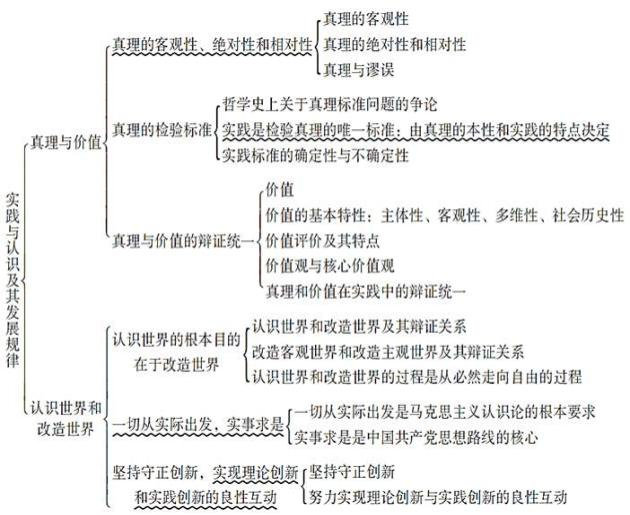 实践与认识及其发展规律
真理与价值
真理的客观性、绝对性和相对性
真理的客观性
真理的绝对性和相对性
真理与谬误
真理的检验标准
哲学史上关于真理标准问题的争论
实践是检验真理的唯一标准：由真理的本性和实践的特点决定
实践标准的确定性与不确定性
真理与价值的辩证统一
价值
价值的基本特性：主体性、客观性、多维性、社会历史性
价值评价及其特点
价值观与核心价值观
真理和价值在实践中的辩证统一
认识世界和
改造世界
认识世界的根本目的
在于改造世界
认识世界和改造世界及其辩证关系
改造客观世界和改造主观世界及其辩证关系
认识世界和改造世界的过程是从必然走向自由的过程
一切从实际出发，实事求是
一切从实际出发是马克思主义认识论的根本要求
实事求是是中国共产党思想路线的核心
坚持守正创新，实现理论创新
和实践创新的良性互动
坚持守正创新
努力实现理论创新与实践创新的良性互动